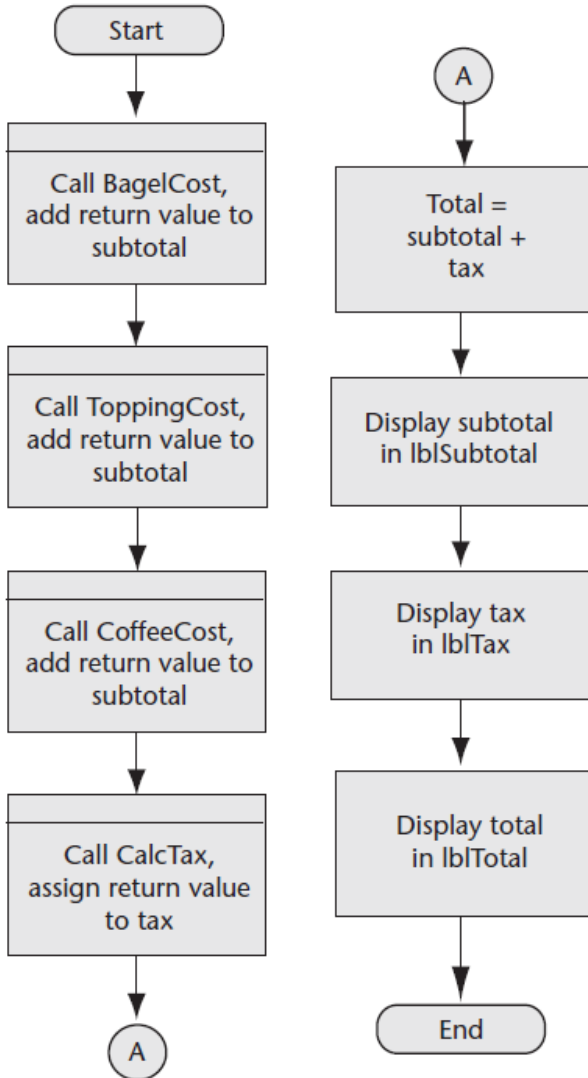 Start
Call BagelCost,
add return value to
subtotal
Call ToppingCost,
add return value to
subtotal
Call CoffeeCost,
add return value to
subtotal
Call CalcTax,
assign return value
to tax
A
A
Total =
subtotal +
tax
Display subtotal
in lblSubtotal
Display tax
in lblTax
Display total
in lblTotal
End